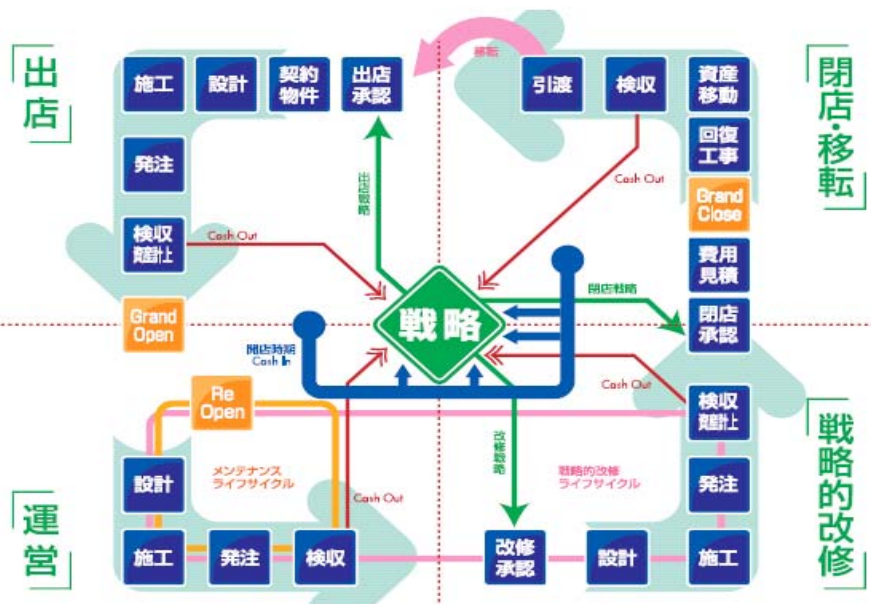 出店
施工
設計
契約
物件
出店
承認
発注
検収
資産計上
Grand
Open
Cash Out
出店戦略
移転
引渡
検収
資産
移動
回復
工事
Grand
Close
費用
見積
閉店
承認
閉店・移転
Cash Out
閉店戦略
戦略
開店時期
Cash In
Re
Open
設計
メンテナンス
ライフサイクル
施工
発注
検収
Cash Out
運営
改修戦略
戦略的改修
ライフサイクル
改修
承認
設計
施工
発注
検収
資産計上
Cash Out
戦略的改修